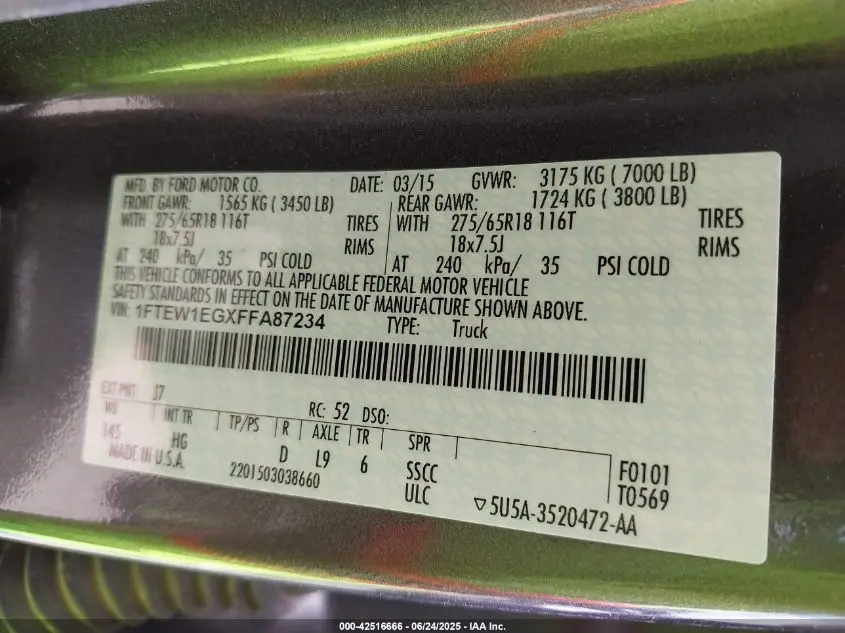 MFD. BY FORD MOTOR CO. DATE: 03/15 GVWR: 3175 KG ( 7000 LB)
FRONT GAWR: 1565 KG ( 3450 LB) REAR GAWR: 1724 KG ( 3800 LB)
WITH 275/65R18 116T TIRES WITH 275/65R18 116T TIRES
18x7.5J RIMS 18x7.5J RIMS
AT 240 kPa/ 35 PSI COLD AT 240 kPa/ 35 PSI COLD
THIS VEHICLE CONFORMS TO ALL APPLICABLE FEDERAL MOTOR VEHICLE
SAFETY STANDARDS IN EFFECT ON THE DATE OF MANUFACTURE SHOWN ABOVE.
VIN: 1FTEW1EGXFFA87234 TYPE: Truck
EXT PNT: J7 RC: 52 DSO:
WB INT TR TP/PS R AXLE TR SPR
145 HG D L9 6 SSCC F0101
MADE IN U.S.A. 2201503038660 ULC T0569
▽5U5A-3520472-AA
000-42516666 - 06/24/2025 - IAA Inc.